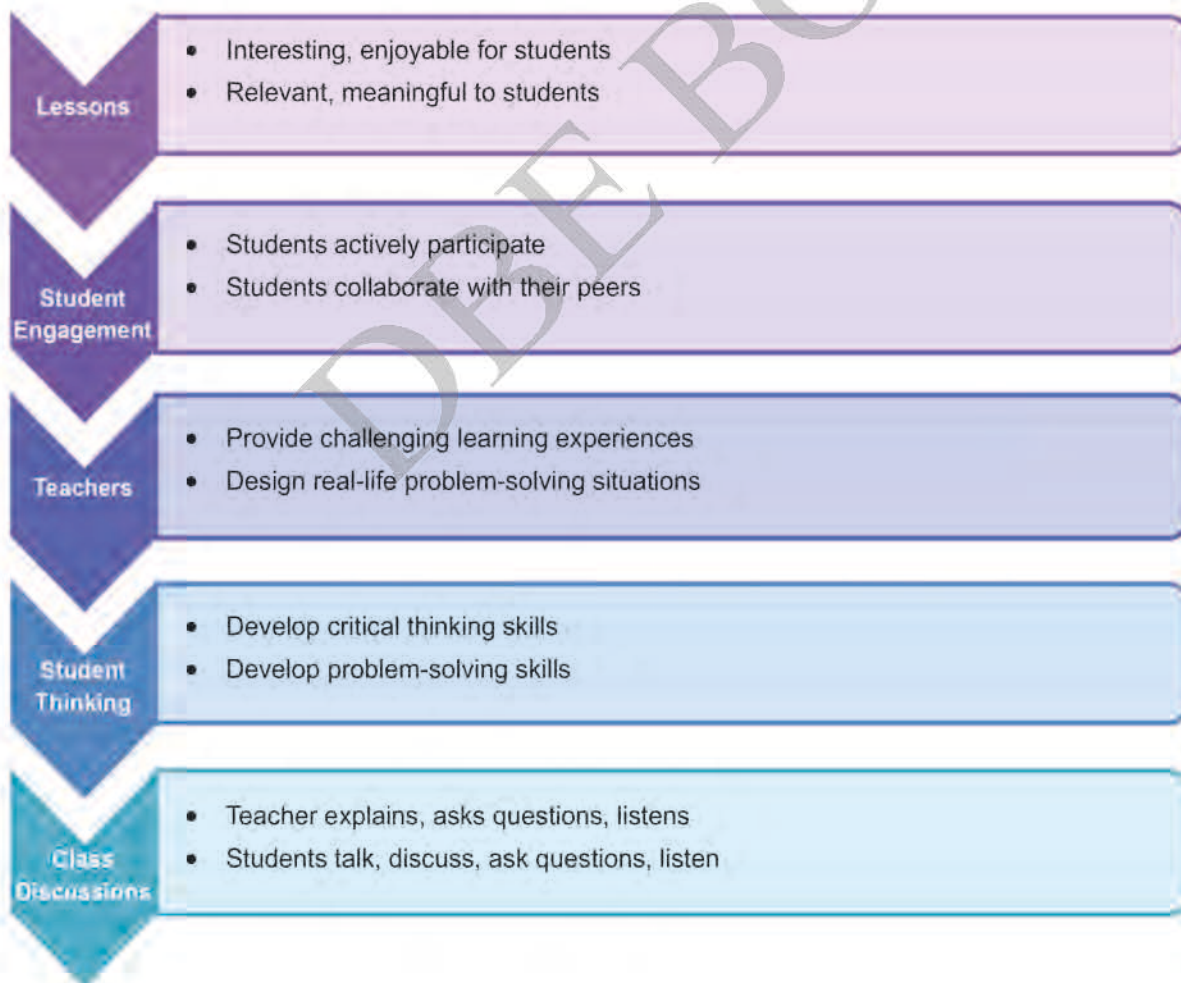 Lessons
• Interesting, enjoyable for students
• Relevant, meaningful to students
Student
Engagement
• Students actively participate
• Students collaborate with their peers
Teachers
• Provide challenging learning experiences
• Design real-life problem-solving situations
Student
Thinking
• Develop critical thinking skills
• Develop problem-solving skills
Class
Discussions
• Teacher explains, asks questions, listens
• Students talk, discuss, ask questions, listen
DBE